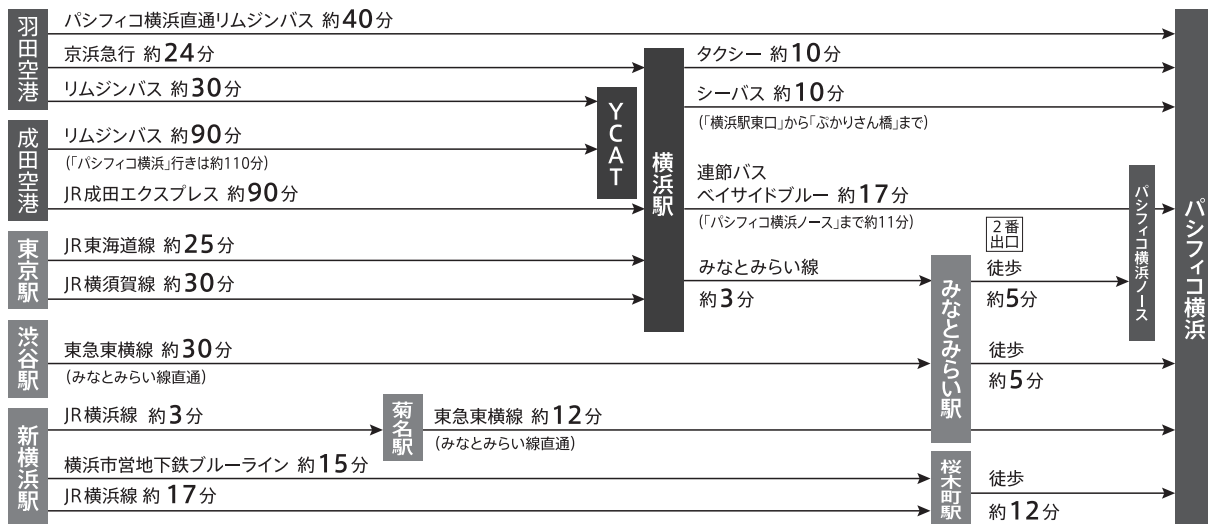 羽田空港
パシフィコ横浜直通リムジンバス 約40分
京浜急行 約24分
リムジンバス 約30分
成田空港
リムジンバス 約90分
(「パシフィコ横浜」行きは約110分)
JR成田エクスプレス 約90分
YCAT
横浜駅
タクシー 約10分
シーバス 約10分
(「横浜駅東口」から「ぷかりさん橋」まで)
連節バス
ベイサイドブルー 約17分
(「パシフィコ横浜ノース」まで約11分)
東京駅
JR東海道線 約25分
JR横須賀線 約30分
みなとみらい線
約3分
みなとみらい駅
2番
出口
徒歩
約5分
パシフィコ横浜ノース
パシフィコ横浜
渋谷駅
東急東横線 約30分
(みなとみらい線直通)
徒歩
約5分
新横浜駅
JR横浜線 約3分
菊名駅
東急東横線 約12分
(みなとみらい線直通)
横浜市営地下鉄ブルーライン 約15分
JR横浜線 約17分
桜木町駅
徒歩
約12分